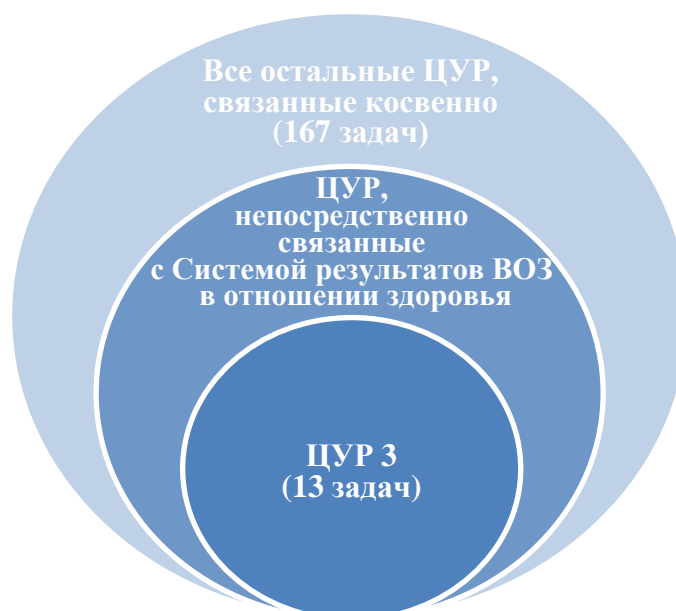 Все остальные ЦУР,
связанные косвенно
(167 задач)
ЦУР,
непосредственно
связанные
с Системой результатов ВОЗ
в отношении здоровья
ЦУР 3
(13 задач)